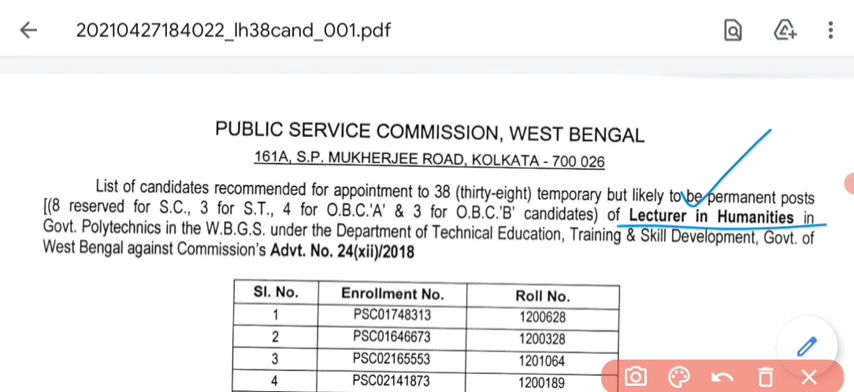 20210427184022_lh38cand_001.pdf
PUBLIC SERVICE COMMISSION, WEST BENGAL
161A, S.P. MUKHERJEE ROAD, KOLKATA - 700 026
List of candidates recommended for appointment to 38 (thirty-eight) temporary but likely to be permanent posts
[(8 reserved for S.C., 3 for S.T., 4 for O.B.C.'A' & 3 for O.B.C.'B' candidates) of Lecturer in Humanities in
Govt. Polytechnics in the W.B.G.S. under the Department of Technical Education, Training & Skill Development, Govt. of
West Bengal against Commission's Advt. No. 24(xii)/2018
Sl. No. Enrollment No. Roll No.
1 PSC01748313 1200628
2 PSC01646673 1200328
3 PSC02165553 1201064
4 PSC02141873 1200189